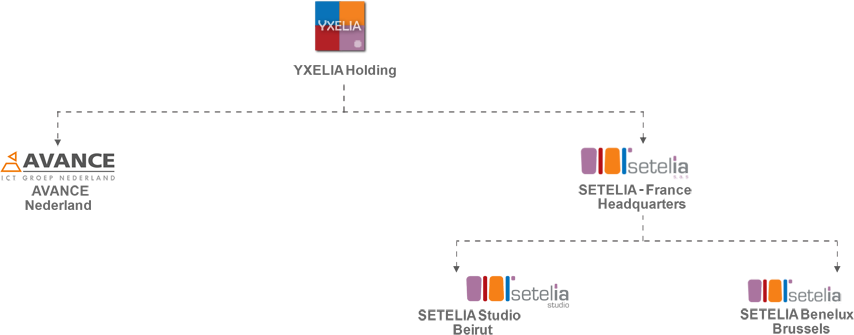 YXELIA
YXELIA Holding
AVANCE
ICT GROEP NEDERLAND
AVANCE
Nederland
setelia
SETELIA - France
Headquarters
setelia
studio
SETELIA Studio
Beirut
setelia
SETELIA Benelux
Brussels